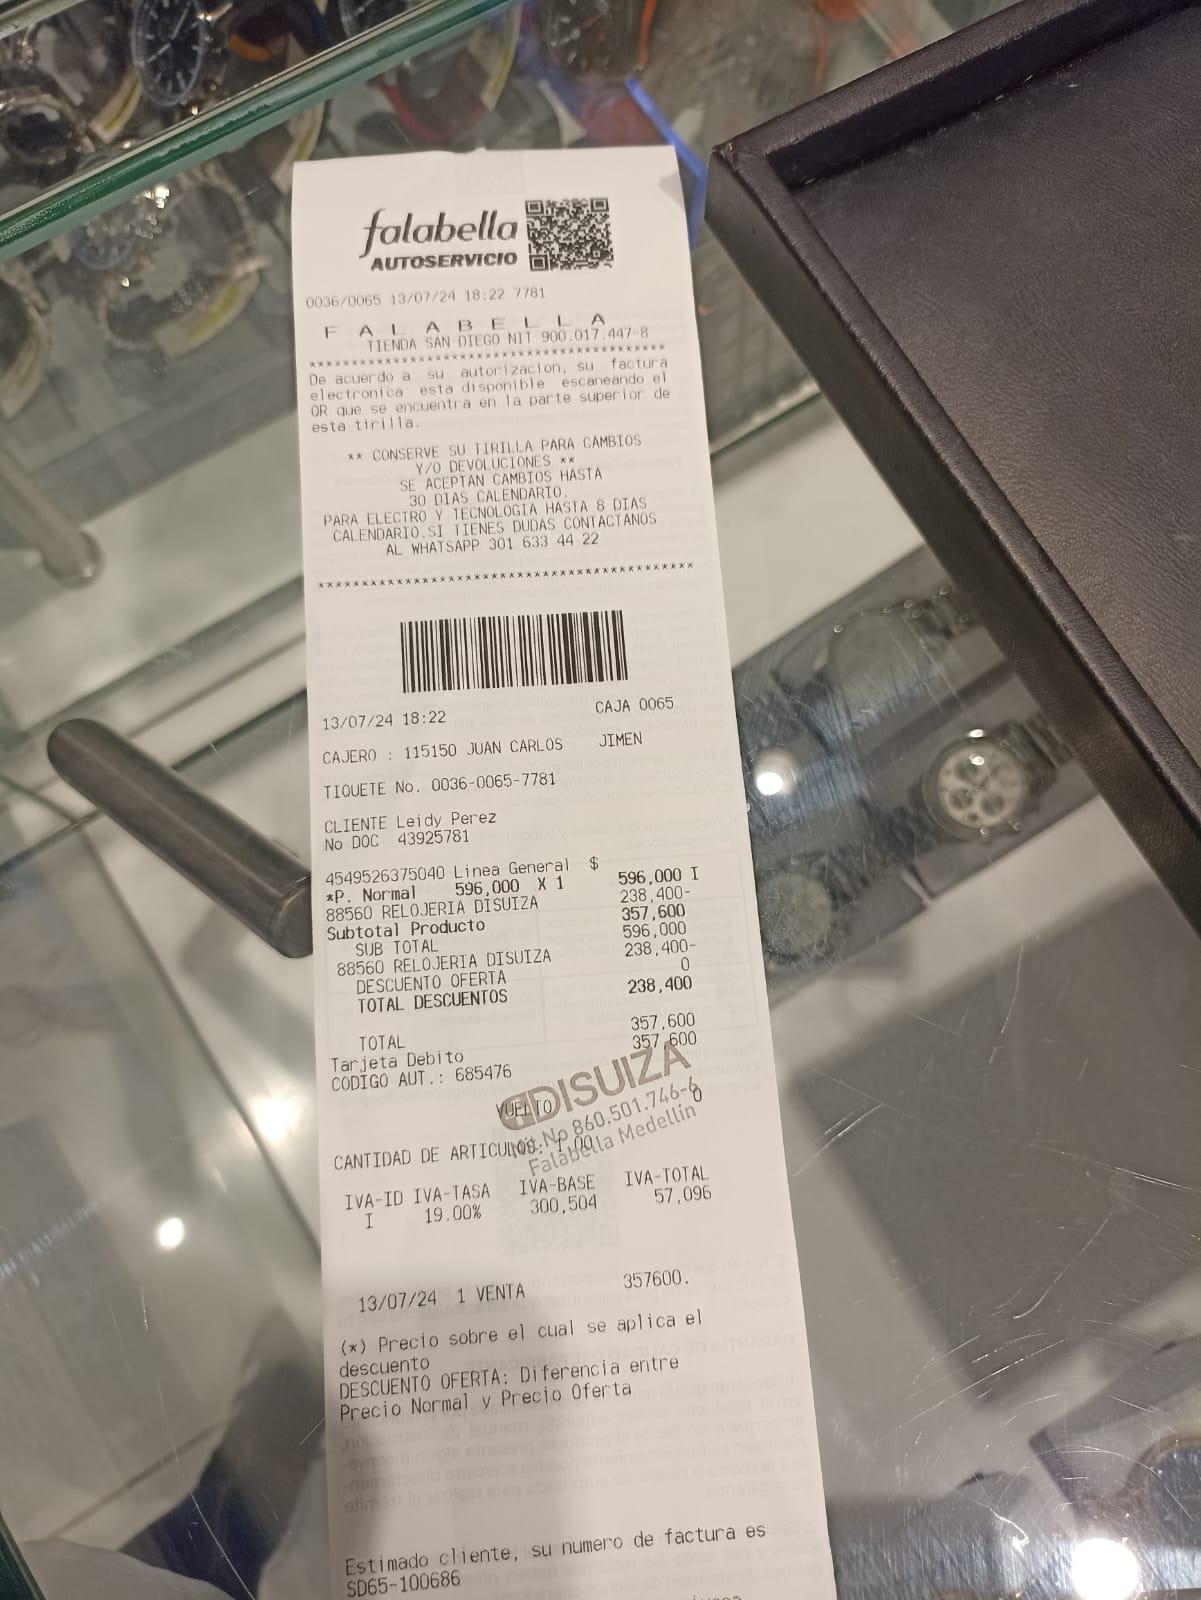 falabella
AUTOSERVICIO
0036/0065 13/07/24 18:22 7781
F A L A B E L L A
TIENDA SAN DIEGO NIT 900.017.447-8
******************************************
De acuerdo a su autorizacion, su factura
electronica esta disponible escaneando el
QR que se encuentra en la parte superior de
esta tirilla.
** CONSERVE SU TIRILLA PARA CAMBIOS
Y/O DEVOLUCIONES **
SE ACEPTAN CAMBIOS HASTA
30 DIAS CALENDARIO.
PARA ELECTRO Y TECNOLOGIA HASTA 8 DIAS
CALENDARIO.SI TIENES DUDAS CONTACTANOS
AL WHATSAPP 301 633 44 22
******************************************
13/07/24 18:22 CAJA 0065
CAJERO : 115150 JUAN CARLOS JIMEN
TIQUETE No. 0036-0065-7781
CLIENTE Leidy Perez
No DOC 43925781
4549526375040 Linea General $
*P. Normal 596,000 X 1 596,000 I
88560 RELOJERIA DISUIZA 238,400-
Subtotal Producto 357,600
SUB TOTAL 596,000
88560 RELOJERIA DISUIZA 238,400-
DESCUENTO OFERTA 0
TOTAL DESCUENTOS 238,400
TOTAL 357,600
Tarjeta Debito 357,600
CODIGO AUT.: 685476
VUELTO 0
DISUIZA
Nit. No 860.501.746-6
Falabella Medellín
CANTIDAD DE ARTICULOS: 1.00
IVA-ID IVA-TASA IVA-BASE IVA-TOTAL
I 19.00% 300,504 57,096
13/07/24 1 VENTA 357600.
(*) Precio sobre el cual se aplica el
descuento
DESCUENTO OFERTA: Diferencia entre
Precio Normal y Precio Oferta
Estimado cliente, su numero de factura es
SD65-100686